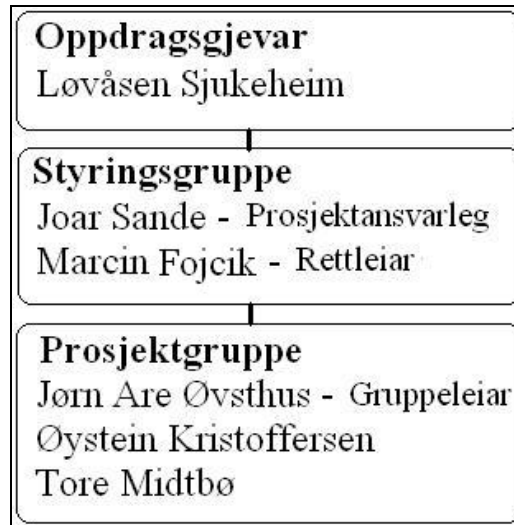 Oppdragsgjevar
Løvåsen Sjukeheim
Styringsgruppe
Joar Sande - Prosjektansvarleg
Marcin Fojcik - Rettleiar
Prosjektgruppe
Jørn Are Øvsthus - Gruppeleiar
Øystein Kristoffersen
Tore Midtbø